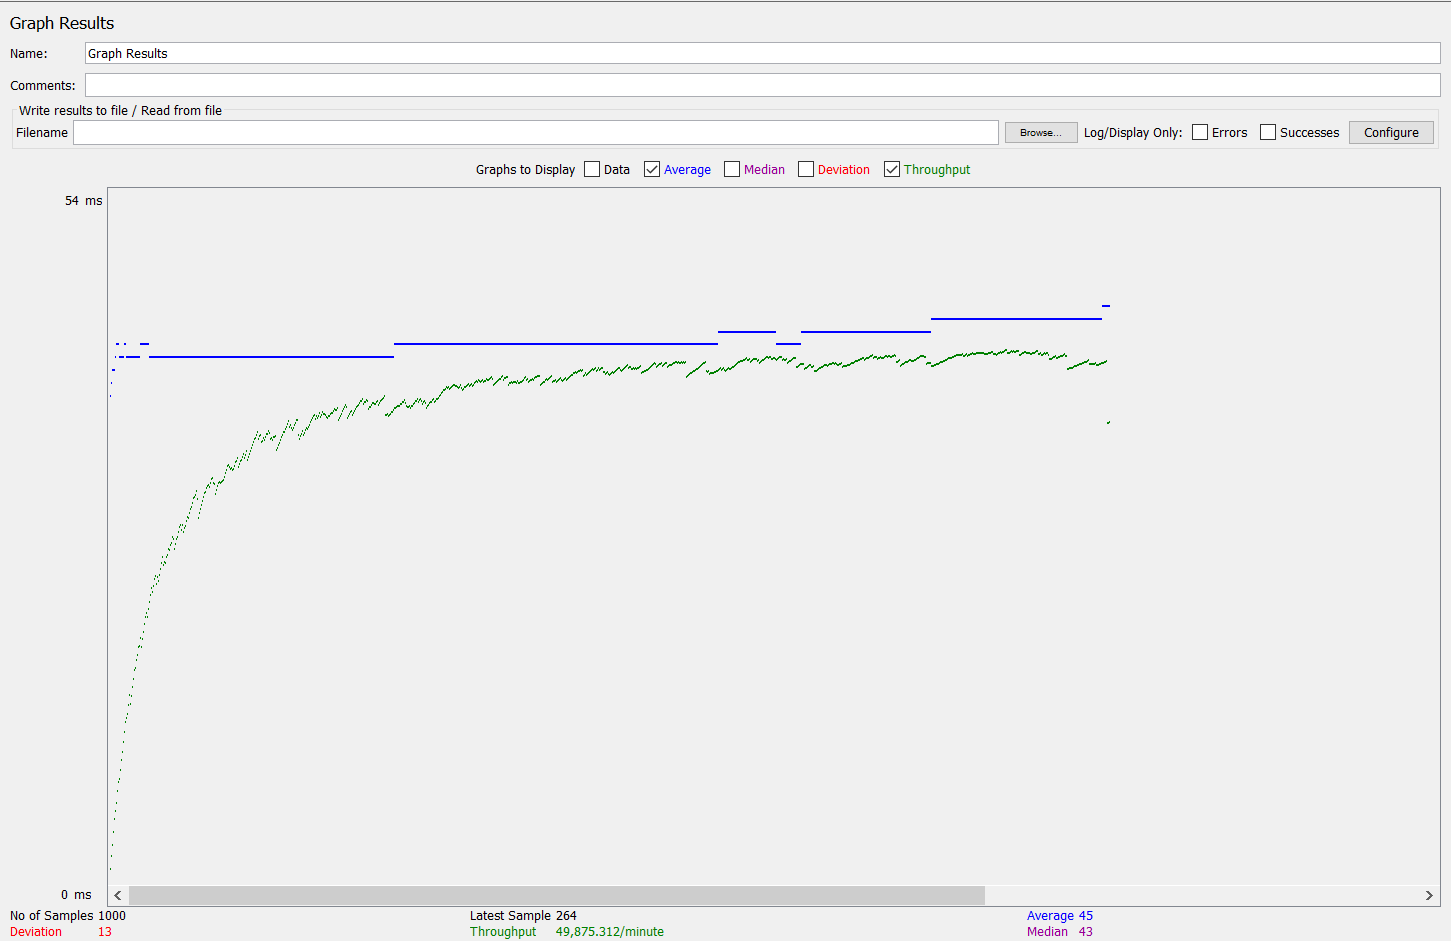 Graph Results
Name: Graph Results
Comments:
Write results to file / Read from file
Filename Browse... Log/Display Only: Errors Successes Configure
Graphs to Display Data Average Median Deviation Throughput
54 ms
0 ms
No of Samples 1000 Latest Sample 264 Average 45
Deviation 13 Throughput 49,875.312/minute Median 43